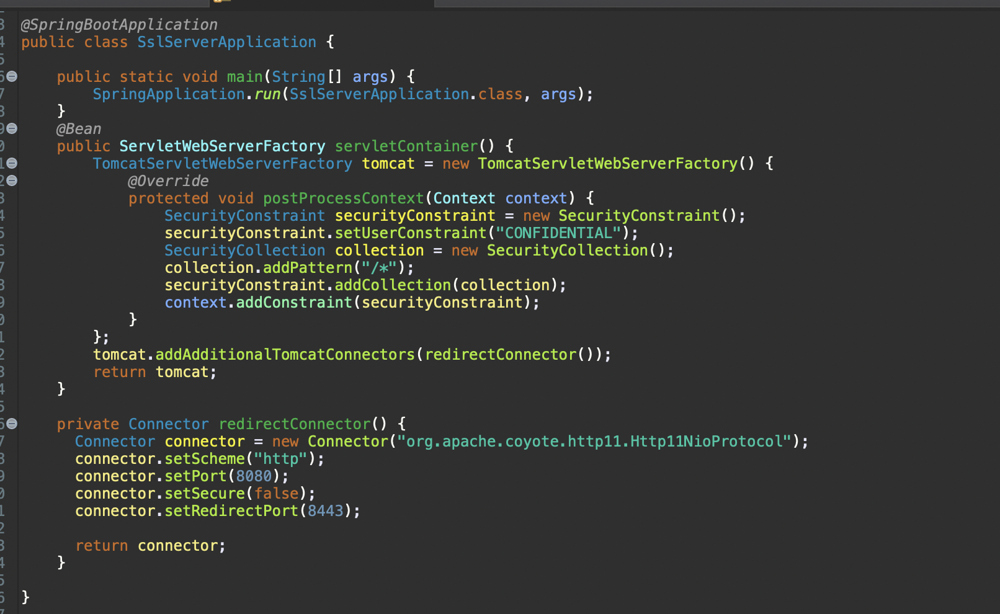 @SpringBootApplication
public class SslServerApplication {
public static void main(String[] args) {
SpringApplication.run(SslServerApplication.class, args);
}
@Bean
public ServletWebServerFactory servletContainer() {
TomcatServletWebServerFactory tomcat = new TomcatServletWebServerFactory() {
@Override
protected void postProcessContext(Context context) {
SecurityConstraint securityConstraint = new SecurityConstraint();
securityConstraint.setUserConstraint("CONFIDENTIAL");
SecurityCollection collection = new SecurityCollection();
collection.addPattern("/*");
securityConstraint.addCollection(collection);
context.addConstraint(securityConstraint);
}
};
tomcat.addAdditionalTomcatConnectors(redirectConnector());
return tomcat;
}
private Connector redirectConnector() {
Connector connector = new Connector("org.apache.coyote.http11.Http11NioProtocol");
connector.setScheme("http");
connector.setPort(8080);
connector.setSecure(false);
connector.setRedirectPort(8443);
return connector;
}
}